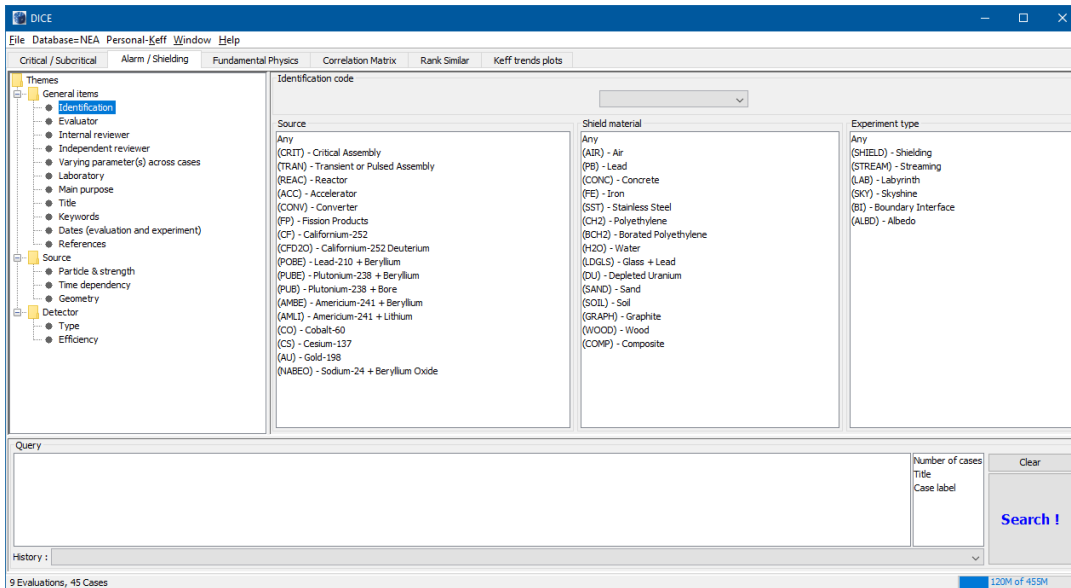 DICE
File Database=NEA Personal-Keff Window Help
Critical / Subcritical Alarm / Shielding Fundamental Physics Correlation Matrix Rank Similar Keff trends plots
Themes
General items
Identification
Evaluator
Internal reviewer
Independent reviewer
Varying parameter(s) across cases
Laboratory
Main purpose
Title
Keywords
Dates (evaluation and experiment)
References
Source
Particle & strength
Time dependency
Geometry
Detector
Type
Efficiency
Identification code
Source
Any
(CRIT) - Critical Assembly
(TRAN) - Transient or Pulsed Assembly
(REAC) - Reactor
(ACC) - Accelerator
(CONV) - Converter
(FP) - Fission Products
(CF) - Californium-252
(CFD2O) - Californium-252 Deuterium
(POBE) - Lead-210 + Beryllium
(PUBE) - Plutonium-238 + Beryllium
(PUB) - Plutonium-238 + Bore
(AMBE) - Americium-241 + Beryllium
(AMLI) - Americium-241 + Lithium
(CO) - Cobalt-60
(CS) - Cesium-137
(AU) - Gold-198
(NABEO) - Sodium-24 + Beryllium Oxide
Shield material
Any
(AIR) - Air
(PB) - Lead
(CONC) - Concrete
(FE) - Iron
(SST) - Stainless Steel
(CH2) - Polyethylene
(BCH2) - Borated Polyethylene
(H2O) - Water
(LDGLS) - Glass + Lead
(DU) - Depleted Uranium
(SAND) - Sand
(SOIL) - Soil
(GRAPH) - Graphite
(WOOD) - Wood
(COMP) - Composite
Experiment type
Any
(SHIELD) - Shielding
(STREAM) - Streaming
(LAB) - Labyrinth
(SKY) - Skyshine
(BI) - Boundary Interface
(ALBD) - Albedo
Query
Number of cases
Title
Case label
Clear
Search !
History :
9 Evaluations, 45 Cases
120M of 455M